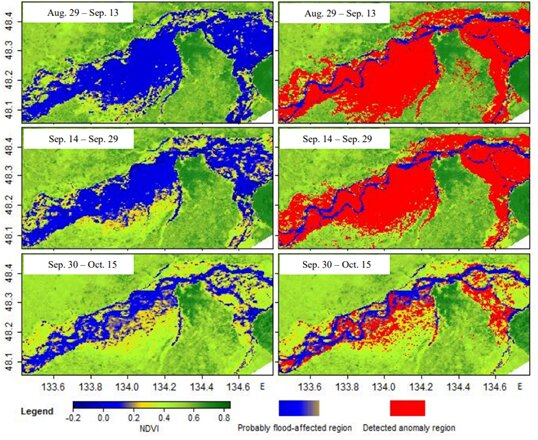 Aug. 29 – Sep. 13
Aug. 29 – Sep. 13
48.4
48.3
48.2
48.1
Sep. 14 – Sep. 29
Sep. 14 – Sep. 29
48.4
48.3
48.2
48.1
Sep. 30 – Oct. 15
Sep. 30 – Oct. 15
48.4
48.3
48.2
48.1
133.6 133.8 134.0 134.2 134.4 134.6 E 133.6 133.8 134.0 134.2 134.4 134.6 E
Legend
-0.2 0.0 0.2 0.4 0.6 0.8
NDVI
Probably flood-affected region
Detected anomaly region